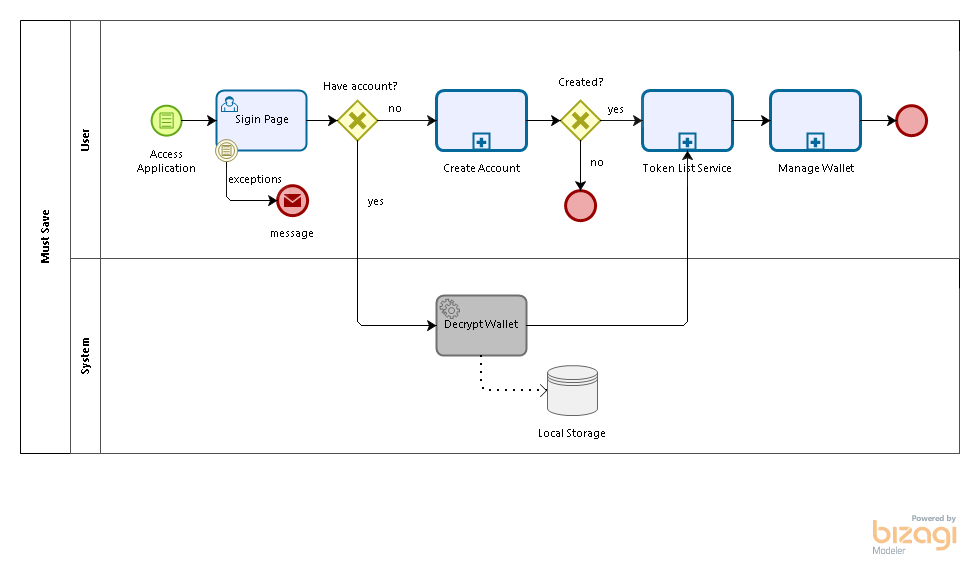 Must Save
User
Access
Application
Sigin Page
exceptions
message
Have account?
no
yes
Create Account
Created?
yes
no
Token List Service
Manage Wallet
System
Decrypt Wallet
Local Storage
Powered by
bizagi
Modeler